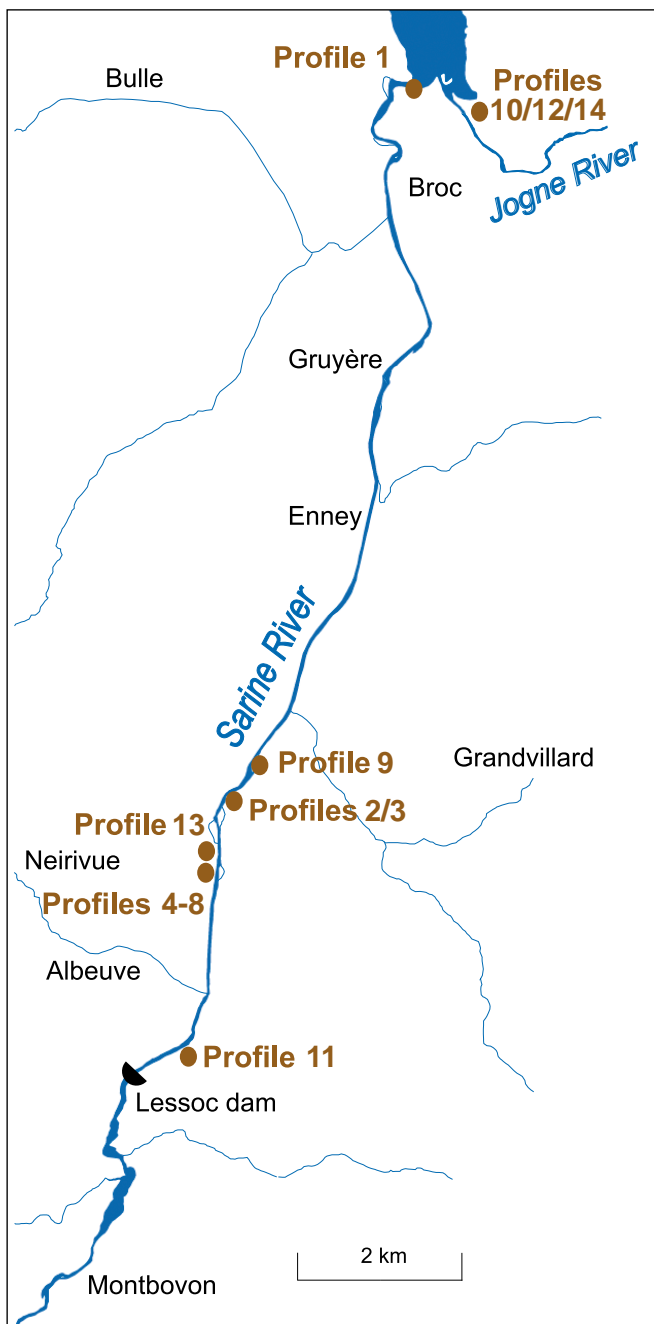 Profile 1
Profiles
10/12/14
Bulle
Jogne River
Broc
Gruyère
Enney
Sarine River
Profile 9
Grandvillard
Profiles 2/3
Profile 13
Neirivue
Profiles 4-8
Albeuve
Profile 11
Lessoc dam
2 km
Montbovon